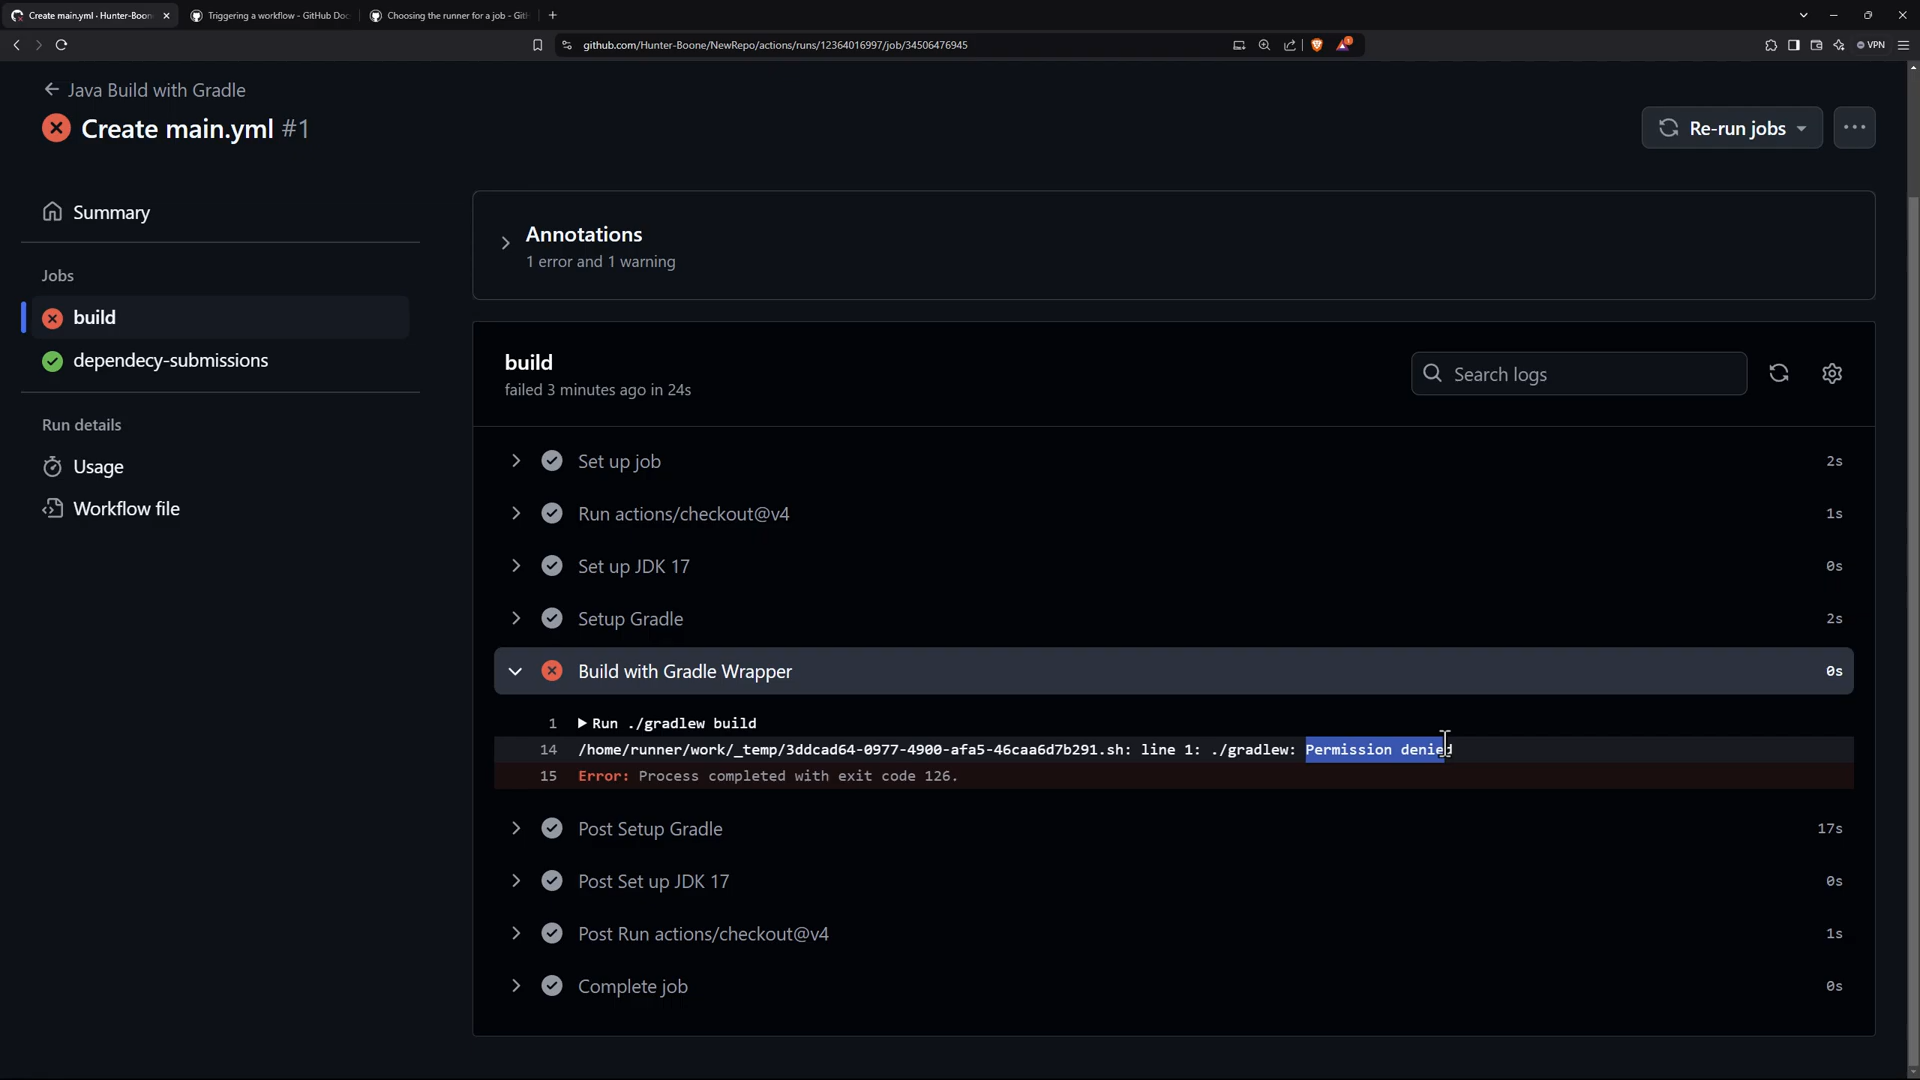 Create main.yml · Hunter-Boone
Triggering a workflow - GitHub Doc
Choosing the runner for a job - GitH
github.com/Hunter-Boone/NewRepo/actions/runs/12364016997/job/34506476945
1
VPN
Java Build with Gradle
Create main.yml #1
Re-run jobs
Summary
Jobs
build
dependecy-submissions
Run details
Usage
Workflow file
Annotations
1 error and 1 warning
build
failed 3 minutes ago in 24s
Search logs
Set up job 2s
Run actions/checkout@v4 1s
Set up JDK 17 0s
Setup Gradle 2s
Build with Gradle Wrapper 0s
1 Run ./gradlew build
14 /home/runner/work/_temp/3ddcad64-0977-4900-afa5-46caa6d7b291.sh: line 1: ./gradlew: Permission denied
15 Error: Process completed with exit code 126.
Post Setup Gradle 17s
Post Set up JDK 17 0s
Post Run actions/checkout@v4 1s
Complete job 0s